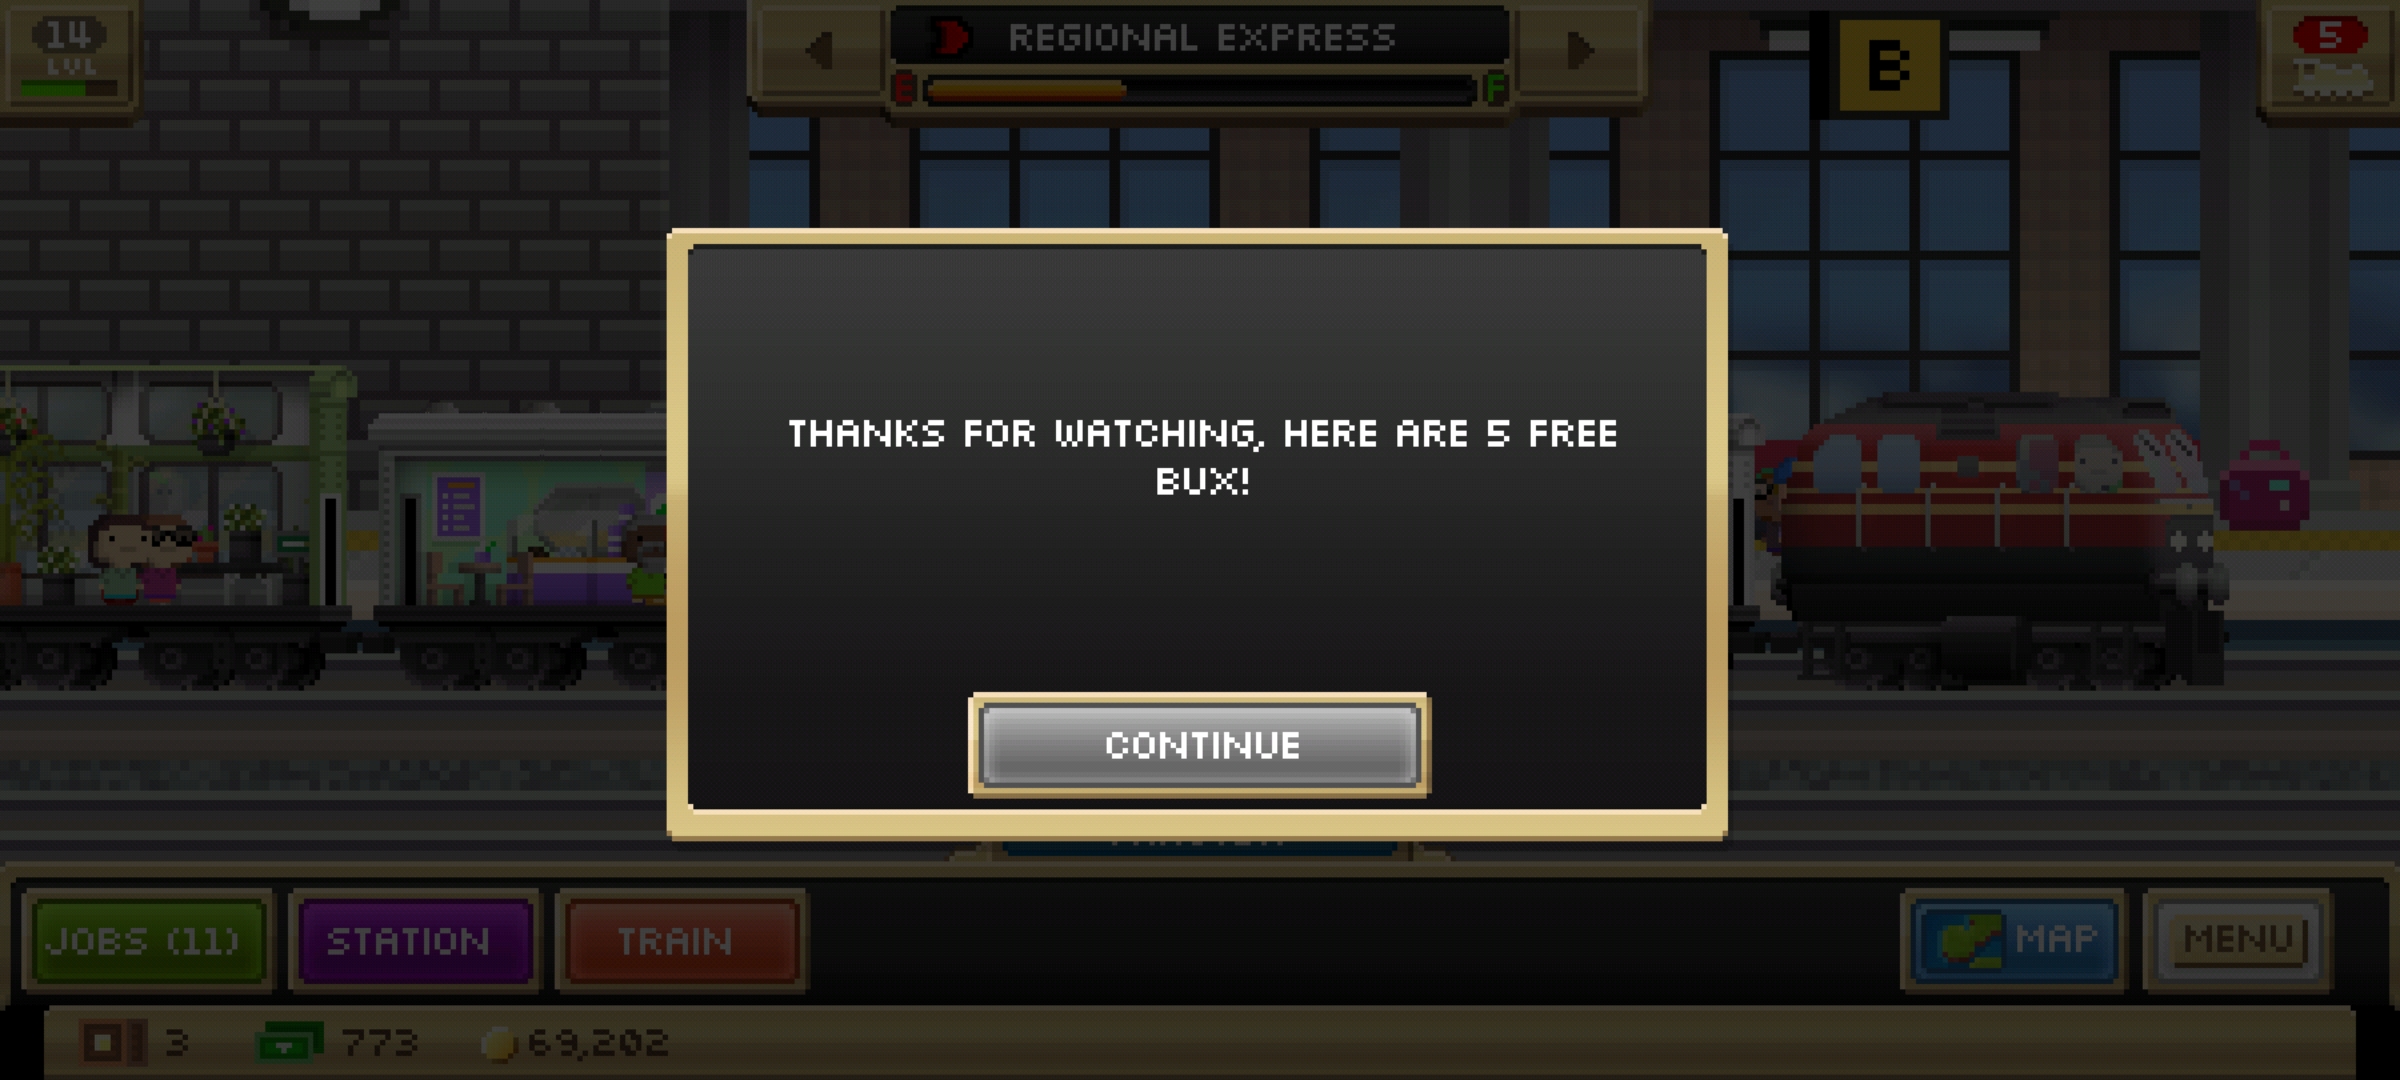 14
LVL
REGIONAL EXPRESS
E
F
B
5
THANKS FOR WATCHING, HERE ARE 5 FREE
BUX!
CONTINUE
JOBS (11)
STATION
TRAIN
MAP
MENU
3
773
69,202